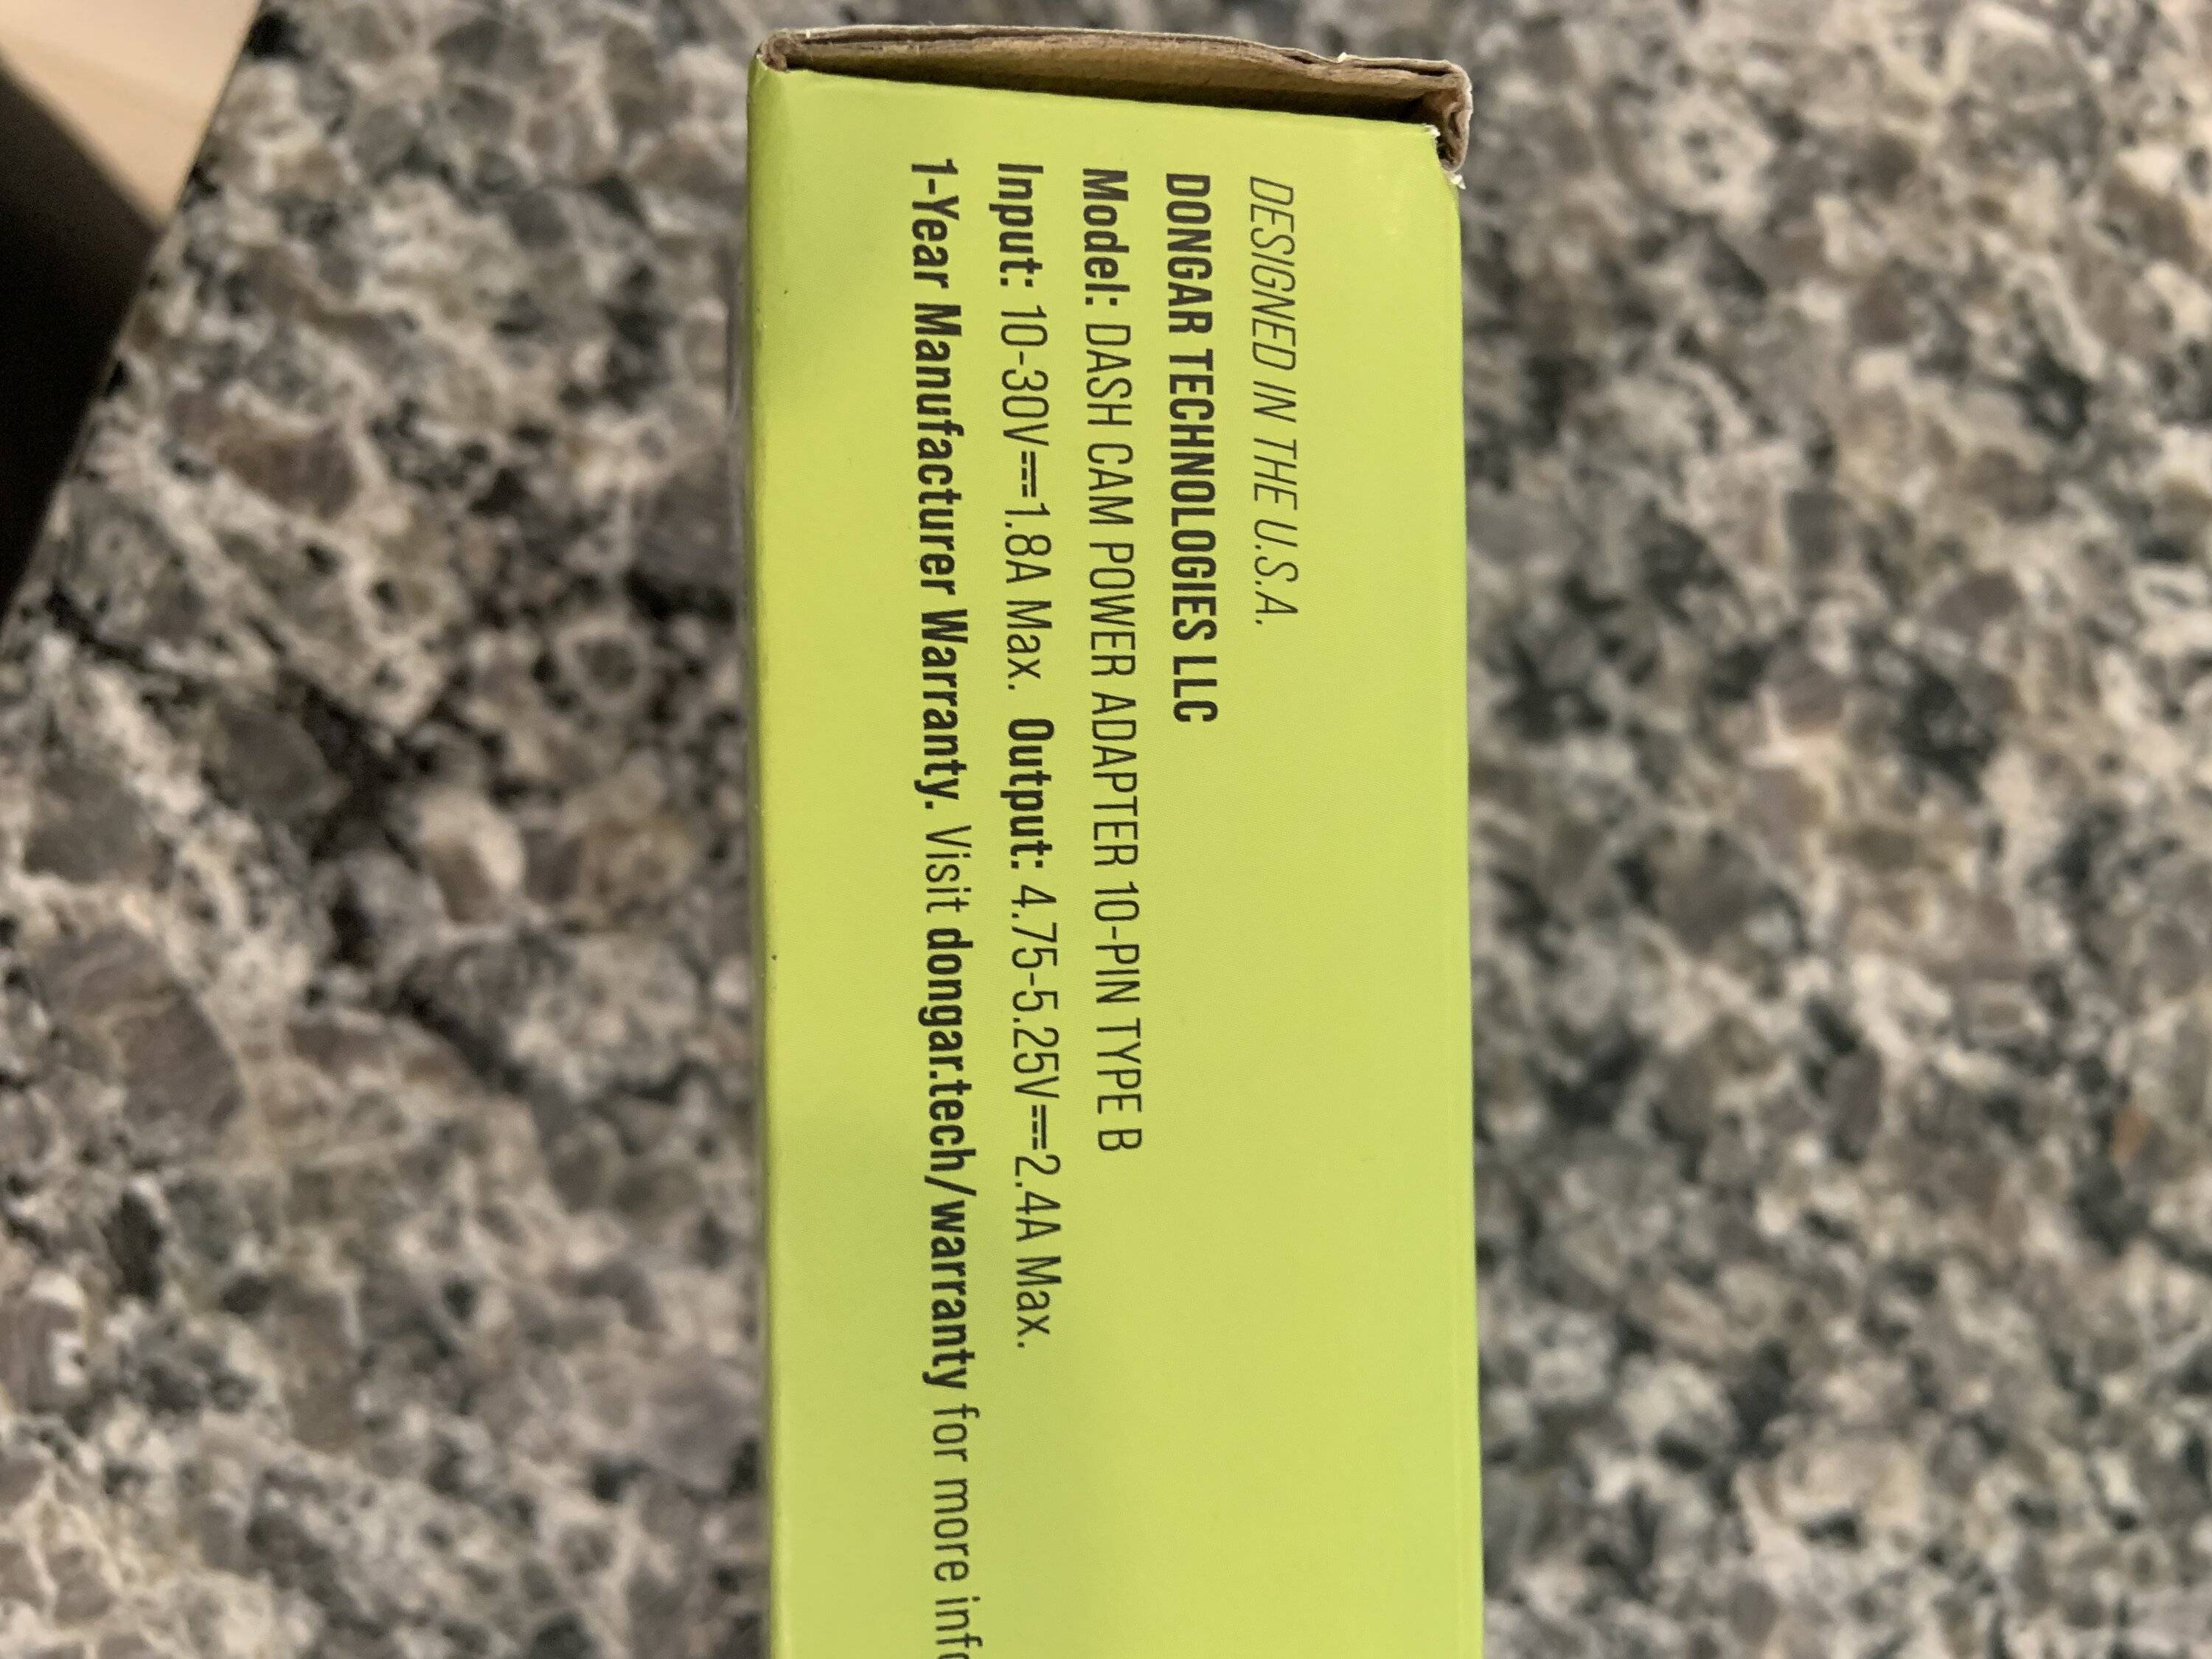 DESIGNED IN THE U.S.A.
DONGAR TECHNOLOGIES LLC
Model: DASH CAM POWER ADAPTER 10-PIN TYPE B
Input: 10-30V⎓1.8A Max. Output: 4.75-5.25V⎓2.4A Max.
1-Year Manufacturer Warranty. Visit dongar.tech/warranty for more